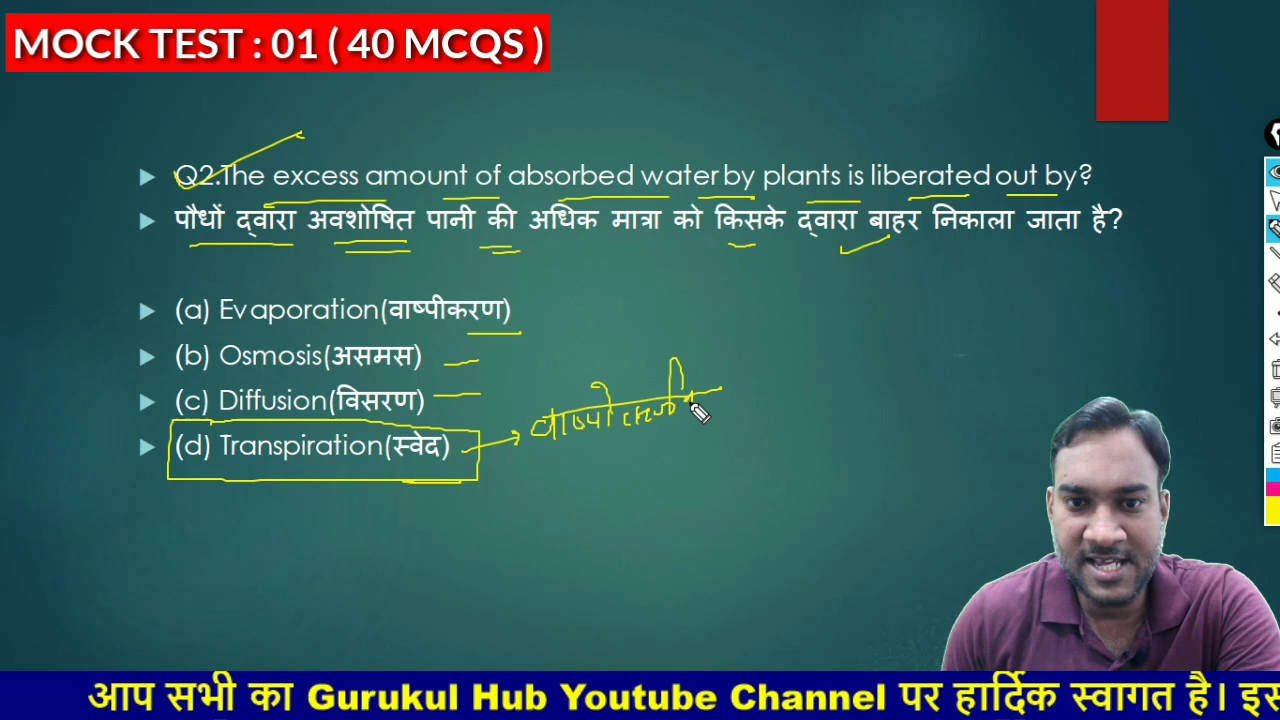 MOCK TEST : 01 ( 40 MCQS )
Q2.The excess amount of absorbed water by plants is liberated out by?
पौधों द्वारा अवशोषित पानी की अधिक मात्रा को किसके द्वारा बाहर निकाला जाता है?
(a) Evaporation(वाष्पीकरण)
(b) Osmosis(असमस)
(c) Diffusion(विसरण)
(d) Transpiration(स्वेद)
आप सभी का Gurukul Hub Youtube Channel पर हार्दिक स्वागत है। इस